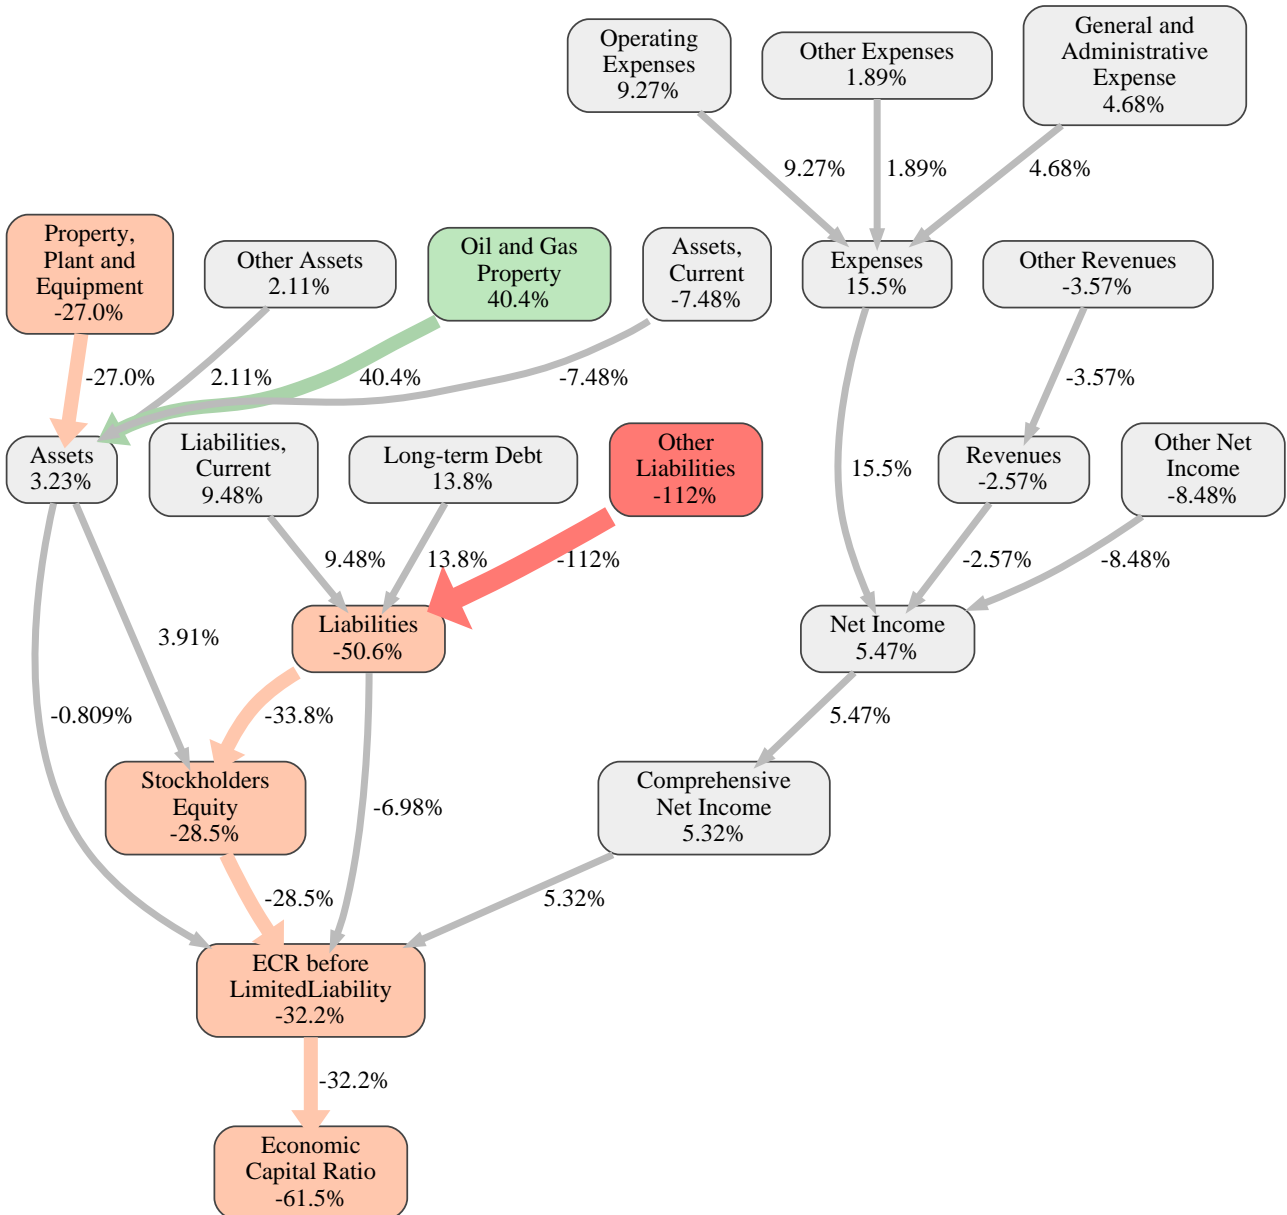 Operating
Expenses
9.27%
Other Expenses
1.89%
General and
Administrative
Expense
4.68%
9.27%
1.89%
4.68%
Property,
Plant and
Equipment
-27.0%
Other Assets
2.11%
Oil and Gas
Property
40.4%
Assets,
Current
-7.48%
Expenses
15.5%
Other Revenues
-3.57%
-27.0%
2.11%
40.4%
-7.48%
-3.57%
Assets
3.23%
Liabilities,
Current
9.48%
Long-term Debt
13.8%
Other
Liabilities
-112%
15.5%
Revenues
-2.57%
Other Net
Income
-8.48%
9.48%
13.8%
-112%
-2.57%
-8.48%
3.91%
Liabilities
-50.6%
Net Income
5.47%
-0.809%
-33.8%
5.47%
Stockholders
Equity
-28.5%
-6.98%
Comprehensive
Net Income
5.32%
-28.5%
5.32%
ECR before
LimitedLiability
-32.2%
-32.2%
Economic
Capital Ratio
-61.5%